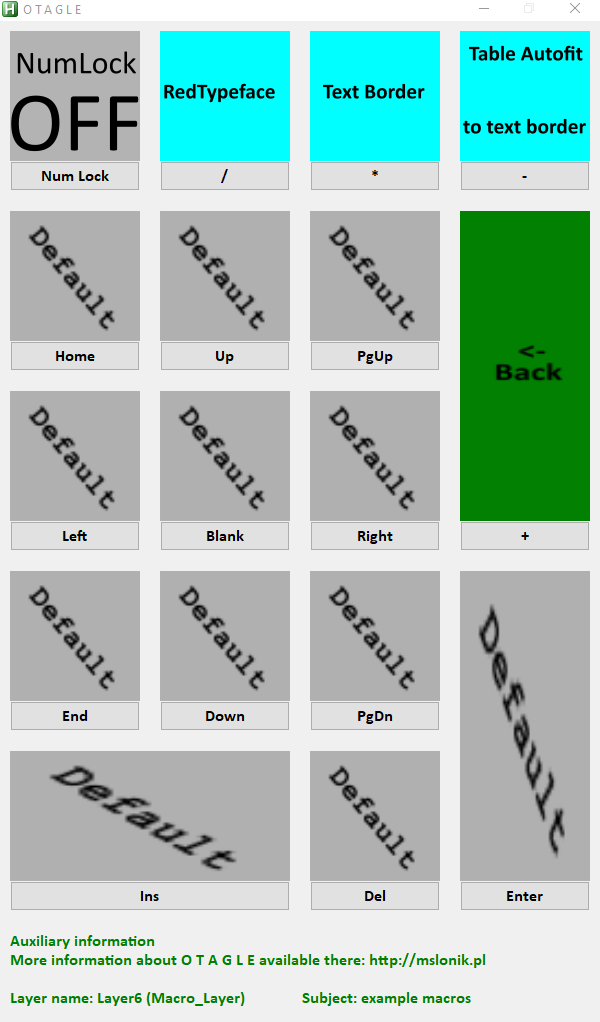 O T A G L E
NumLock
OFF
RedTypeface
Text Border
Table Autofit
to text border
Num Lock
/
*
-
Default
Default
Default
<-
Back
Home
Up
PgUp
Default
Default
Default
Left
Blank
Right
+
Default
Default
Default
Default
End
Down
PgDn
Default
Default
Ins
Del
Enter
Auxiliary information
More information about O T A G L E available there: http://mslonik.pl
Layer name: Layer6 (Macro_Layer) Subject: example macros